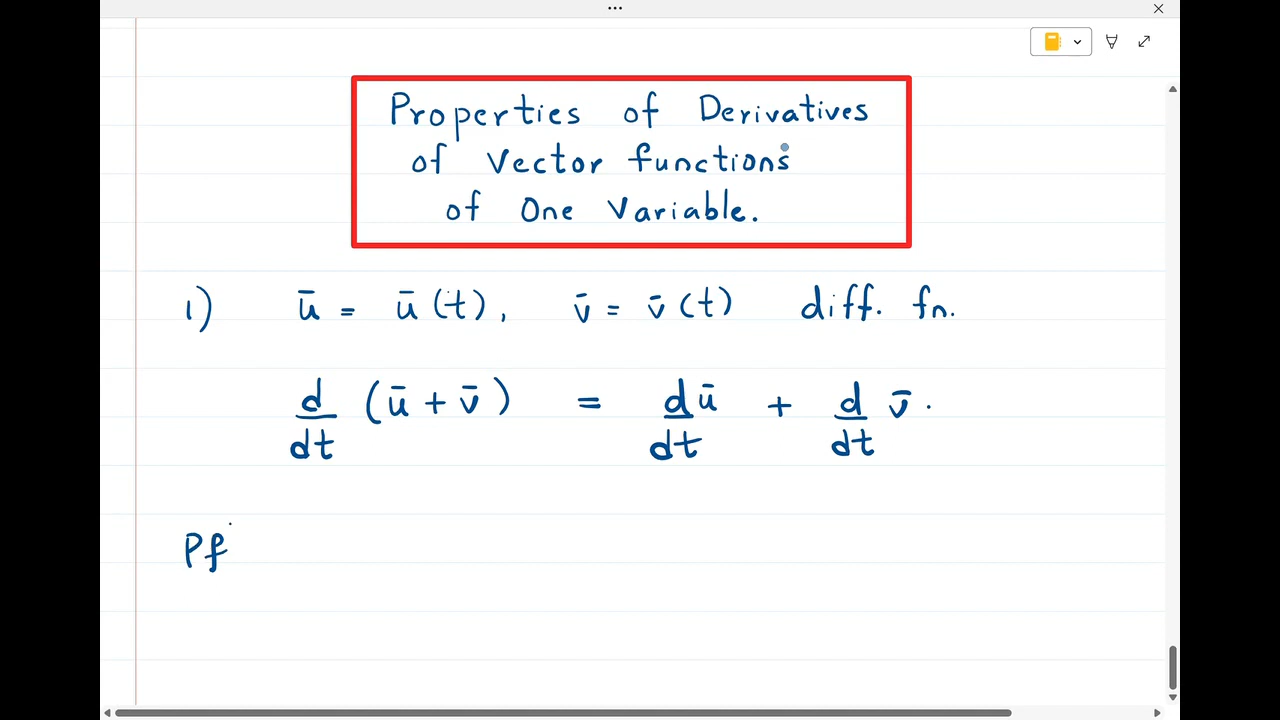 Properties of Derivatives
of Vector functions
of One Variable.
1) ū = ū(t), v̄ = v̄(t) diff. fn.
d/dt (ū + v̄) = dū/dt + d/dt v̄.
Pf